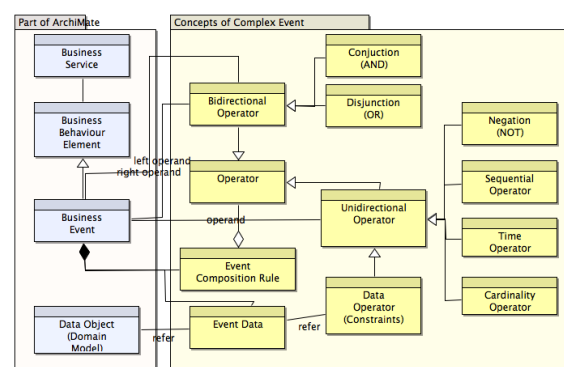 Part of ArchiMate
Concepts of Complex Event
Business
Service
Conjuction
(AND)
Bidirectional
Operator
Disjunction
(OR)
Business
Behaviour
Element
Negation
(NOT)
left operand
right operand
Operator
Sequential
Operator
Business
Event
operand
Unidirectional
Operator
Time
Operator
Event
Composition Rule
Data
Operator
(Constraints)
Cardinality
Operator
Data Object
(Domain
Model)
refer
Event Data
refer